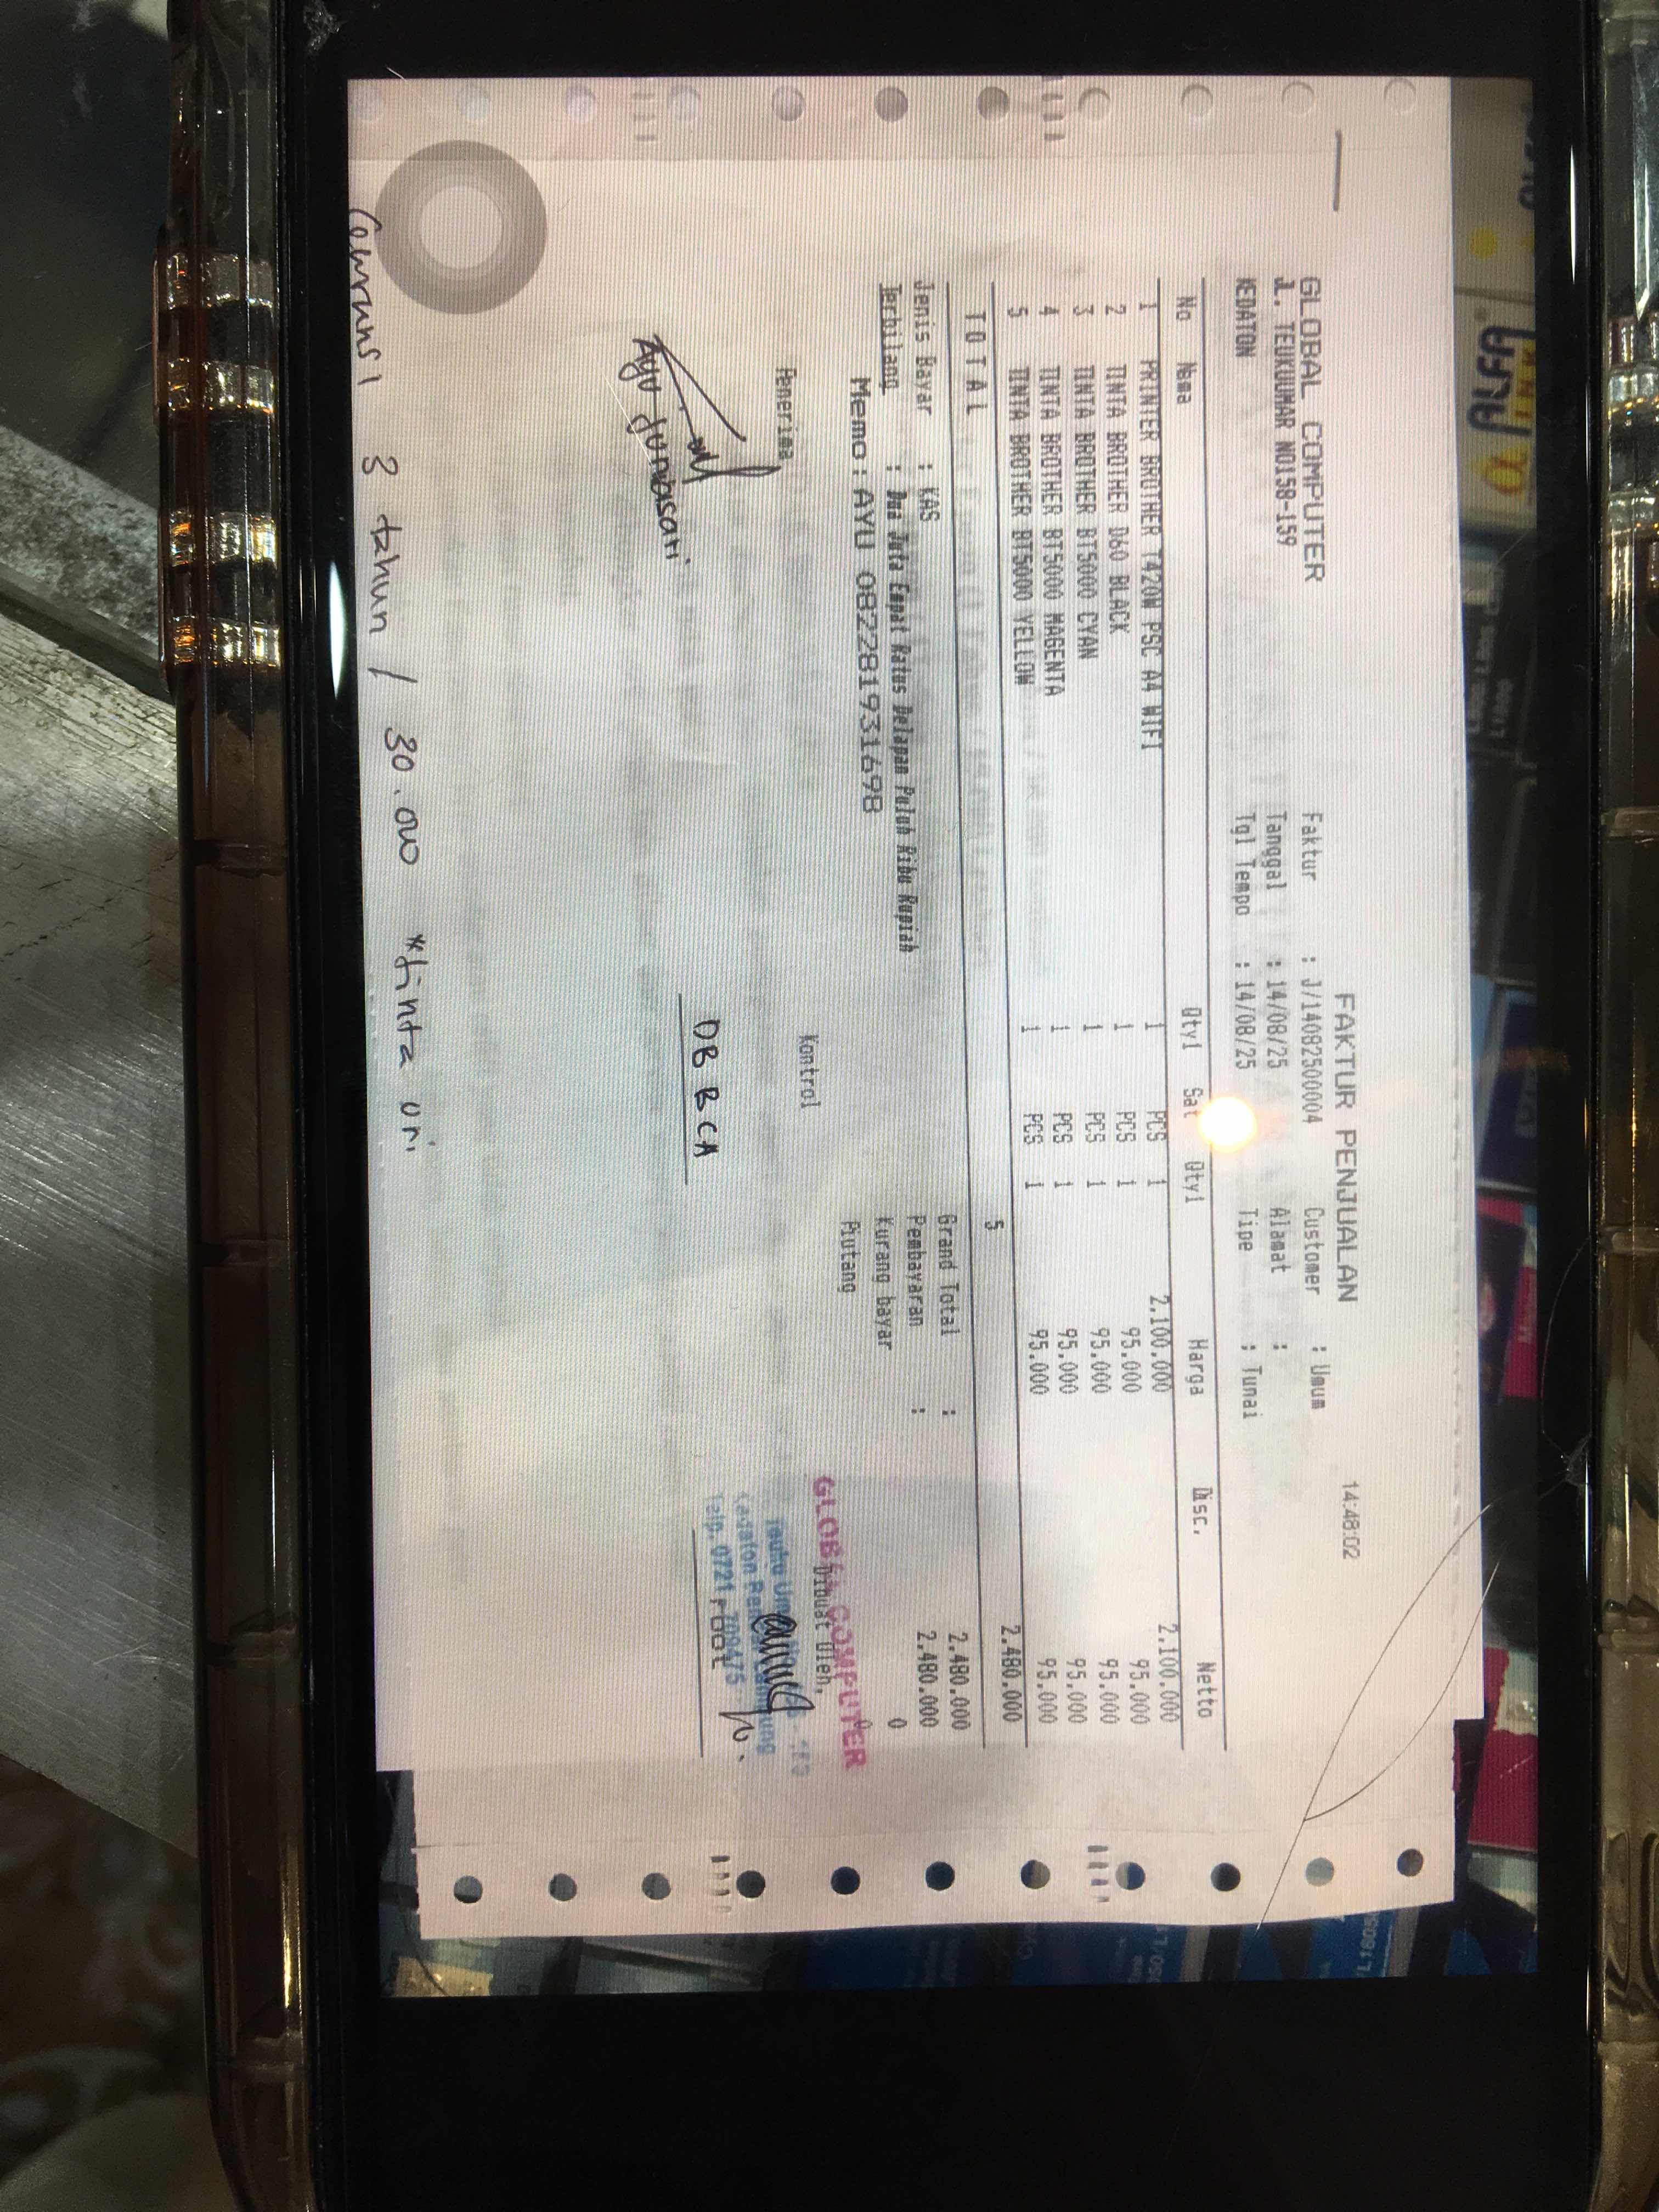 ALFA
INK
GLOBAL COMPUTER
JL. TEUKUUMAR NO158-159
KEDATON
FAKTUR PENJUALAN
14:48:02
Faktur : J/14082500004
Tanggal : 14/08/25
Tgl Tempo : 14/08/25
Customer : Umum
Alamat :
Tipe : Tunai
No Nama Qty1 Sat Qty1 Harga Disc. Netto
1 PRINTER BROTHER T420W PSC A4 WIFI 1 PCS 1 2.100.000 2.100.000
2 TINTA BROTHER D60 BLACK 1 PCS 1 95.000 95.000
3 TINTA BROTHER BT5000 CYAN 1 PCS 1 95.000 95.000
4 TINTA BROTHER BT5000 MAGENTA 1 PCS 1 95.000 95.000
5 TINTA BROTHER BT5000 YELLOW 1 PCS 1 95.000 95.000
T O T A L 5 2.480.000
Jenis Bayar : KAS
Terbilang : Dua Juta Empat Ratus Delapan Puluh Ribu Rupiah
Memo : AYU 082281931698
Grand Total : 2.480.000
Pembayaran : 2.480.000
Kurang bayar 0
Piutang 0
Penerima
Kontrol
Dibuat Oleh,
GLOBAL COMPUTER
Telp. 0721
DB BCA
3 tahun / 30.000 *tinta ori